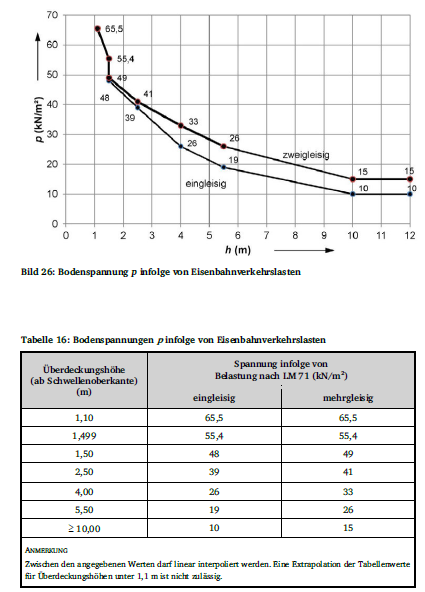 70
65,5
60
55,4
50
49
48
41
40
39
33
30
26
26
zweigleisig
20
19
eingleisig
15
15
10
10
10
0
p (kN/m²)
0 1 2 3 4 5 6 7 8 9 10 11 12
h (m)
Bild 26: Bodenspannung p infolge von Eisenbahnverkehrslasten
Tabelle 16: Bodenspannungen p infolge von Eisenbahnverkehrslasten
Überdeckungshöhe
(ab Schwellenoberkante)
(m)
Spannung infolge von
Belastung nach LM 71 (kN/m²)
eingleisig mehrgleisig
1,10 65,5 65,5
1,499 55,4 55,4
1,50 48 49
2,50 39 41
4,00 26 33
5,50 19 26
≥ 10,00 10 15
ANMERKUNG
Zwischen den angegebenen Werten darf linear interpoliert werden. Eine Extrapolation der Tabellenwerte
für Überdeckungshöhen unter 1,1 m ist nicht zulässig.